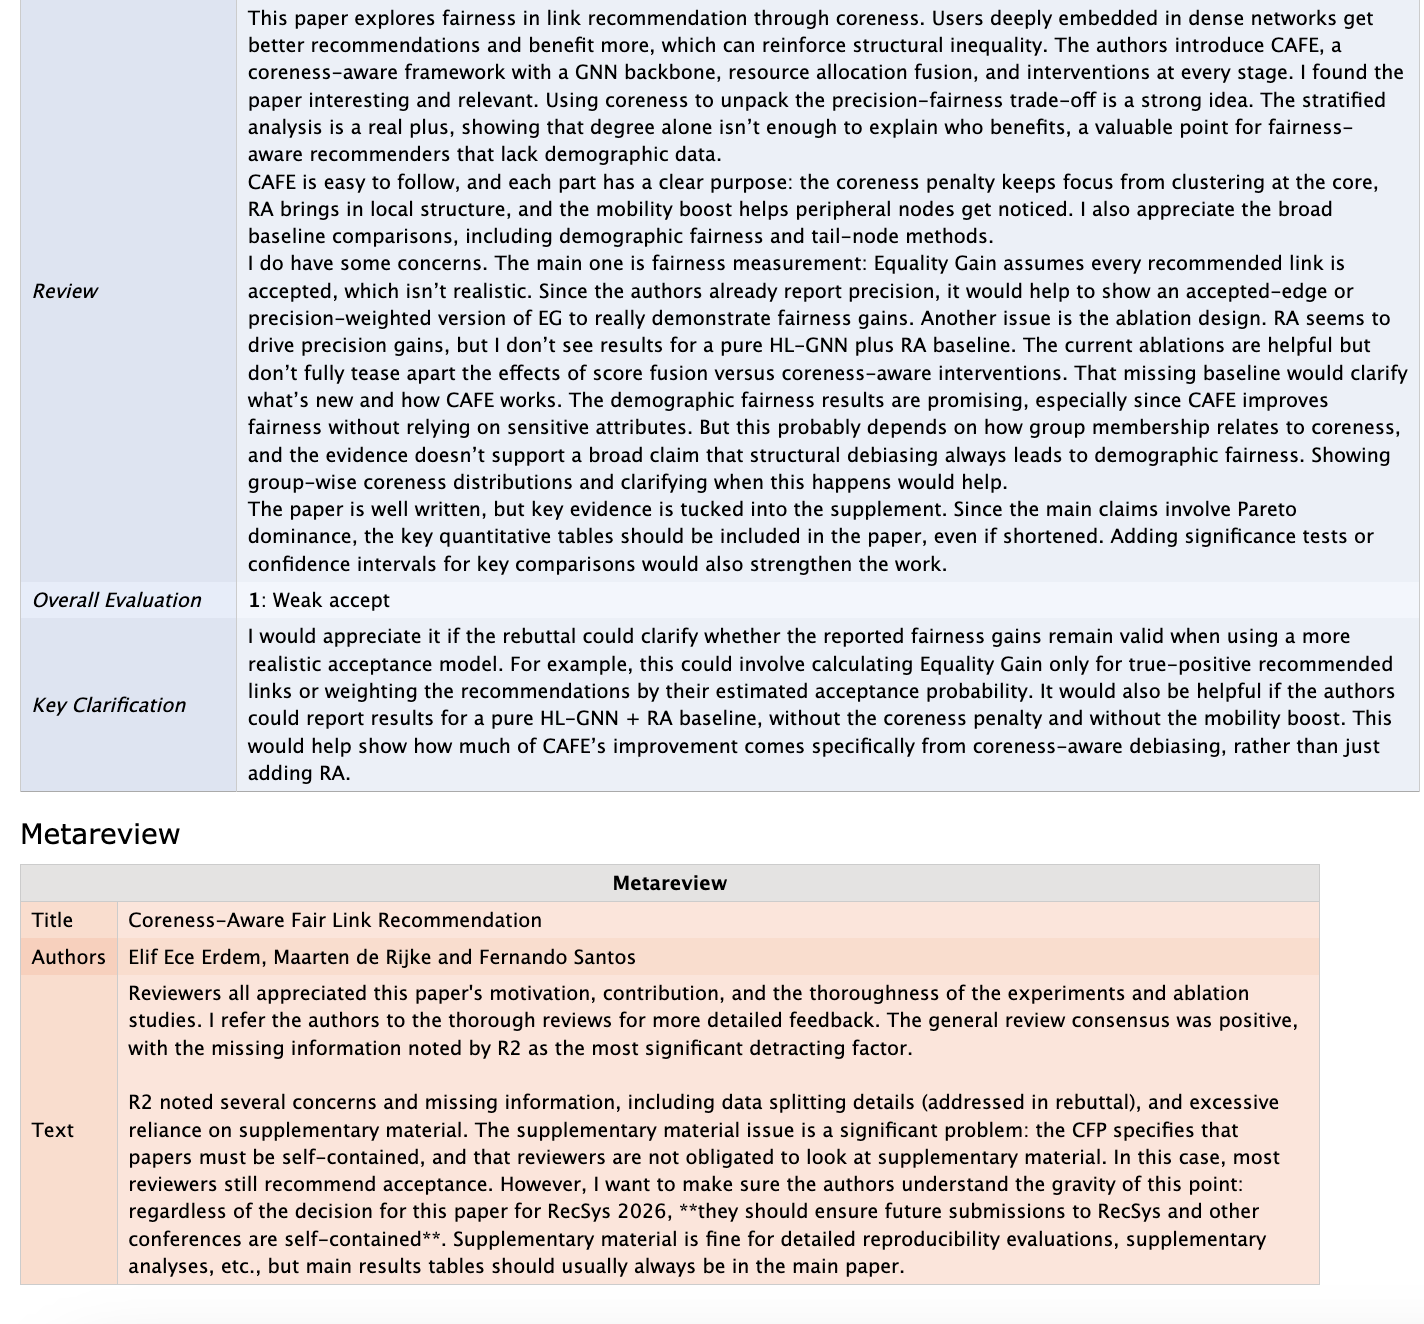 This paper explores fairness in link recommendation through coreness. Users deeply embedded in dense networks get
better recommendations and benefit more, which can reinforce structural inequality. The authors introduce CAFE, a
coreness-aware framework with a GNN backbone, resource allocation fusion, and interventions at every stage. I found the
paper interesting and relevant. Using coreness to unpack the precision-fairness trade-off is a strong idea. The stratified
analysis is a real plus, showing that degree alone isn't enough to explain who benefits, a valuable point for fairness-
aware recommenders that lack demographic data.
CAFE is easy to follow, and each part has a clear purpose: the coreness penalty keeps focus from clustering at the core,
RA brings in local structure, and the mobility boost helps peripheral nodes get noticed. I also appreciate the broad
baseline comparisons, including demographic fairness and tail-node methods.
I do have some concerns. The main one is fairness measurement: Equality Gain assumes every recommended link is
Review
accepted, which isn't realistic. Since the authors already report precision, it would help to show an accepted-edge or
precision-weighted version of EG to really demonstrate fairness gains. Another issue is the ablation design. RA seems to
drive precision gains, but I don't see results for a pure HL-GNN plus RA baseline. The current ablations are helpful but
don't fully tease apart the effects of score fusion versus coreness-aware interventions. That missing baseline would clarify
what's new and how CAFE works. The demographic fairness results are promising, especially since CAFE improves
fairness without relying on sensitive attributes. But this probably depends on how group membership relates to coreness,
and the evidence doesn't support a broad claim that structural debiasing always leads to demographic fairness. Showing
group-wise coreness distributions and clarifying when this happens would help.
The paper is well written, but key evidence is tucked into the supplement. Since the main claims involve Pareto
dominance, the key quantitative tables should be included in the paper, even if shortened. Adding significance tests or
confidence intervals for key comparisons would also strengthen the work.
Overall Evaluation
1: Weak accept
I would appreciate it if the rebuttal could clarify whether the reported fairness gains remain valid when using a more
realistic acceptance model. For example, this could involve calculating Equality Gain only for true-positive recommended
links or weighting the recommendations by their estimated acceptance probability. It would also be helpful if the authors
Key Clarification
could report results for a pure HL-GNN + RA baseline, without the coreness penalty and without the mobility boost. This
would help show how much of CAFE's improvement comes specifically from coreness-aware debiasing, rather than just
adding RA.
Metareview
Metareview
Title
Coreness-Aware Fair Link Recommendation
Authors
Elif Ece Erdem, Maarten de Rijke and Fernando Santos
Reviewers all appreciated this paper's motivation, contribution, and the thoroughness of the experiments and ablation
studies. I refer the authors to the thorough reviews for more detailed feedback. The general review consensus was positive,
with the missing information noted by R2 as the most significant detracting factor.
R2 noted several concerns and missing information, including data splitting details (addressed in rebuttal), and excessive
Text
reliance on supplementary material. The supplementary material issue is a significant problem: the CFP specifies that
papers must be self-contained, and that reviewers are not obligated to look at supplementary material. In this case, most
reviewers still recommend acceptance. However, I want to make sure the authors understand the gravity of this point:
regardless of the decision for this paper for RecSys 2026, **they should ensure future submissions to RecSys and other
conferences are self-contained**. Supplementary material is fine for detailed reproducibility evaluations, supplementary
analyses, etc., but main results tables should usually always be in the main paper.